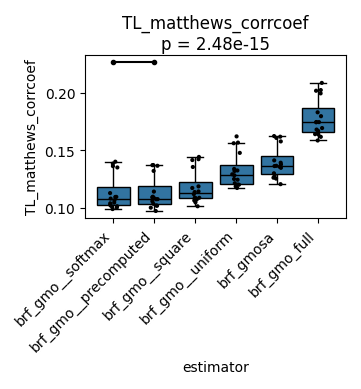 TL_matthews_corrcoef
p = 2.48e-15
TL_matthews_corrcoef
0.20
0.15
0.10
brf_gmo__softmax
brf_gmo__precomputed
brf_gmo__square
brf_gmo__uniform
brf_gmosa
brf_gmo_full
estimator